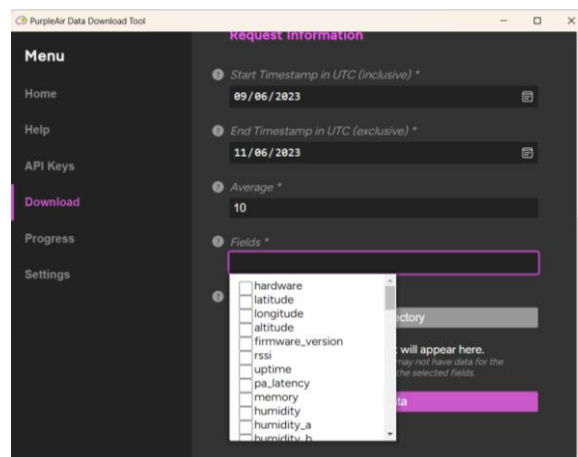 PurpleAir Data Download Tool
Menu
Home
Help
API Keys
Download
Progress
Settings
Request Information
Start Timestamp in UTC (inclusive) *
09/06/2023
End Timestamp in UTC (exclusive) *
11/06/2023
Average *
10
Fields *
hardware
latitude
longitude
altitude
firmware_version
rssi
uptime
pa_latency
memory
humidity
humidity_a
humidity_b
ectory
will appear here.
may not have data for the
the selected fields.
ta